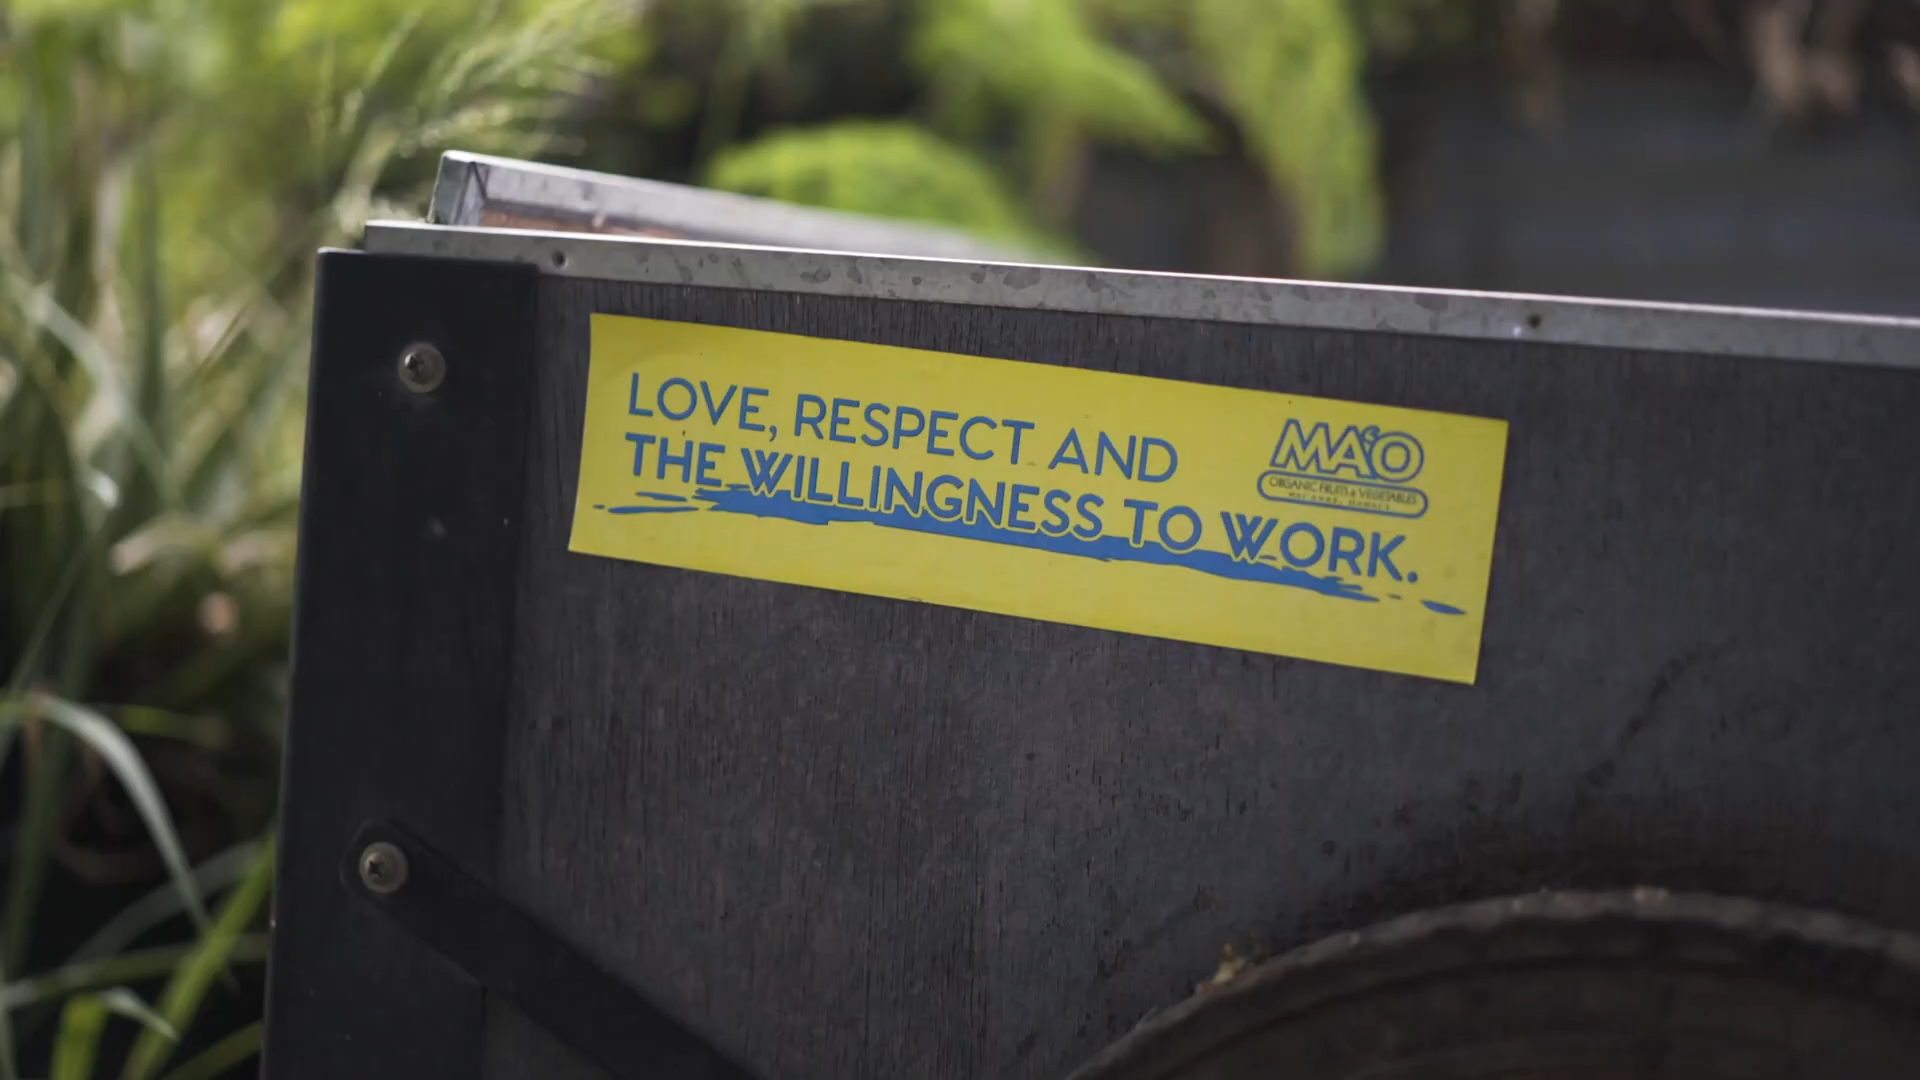 LOVE, RESPECT AND
THE WILLINGNESS TO WORK.
MAʻO
ORGANIC FRUITS & VEGETABLES